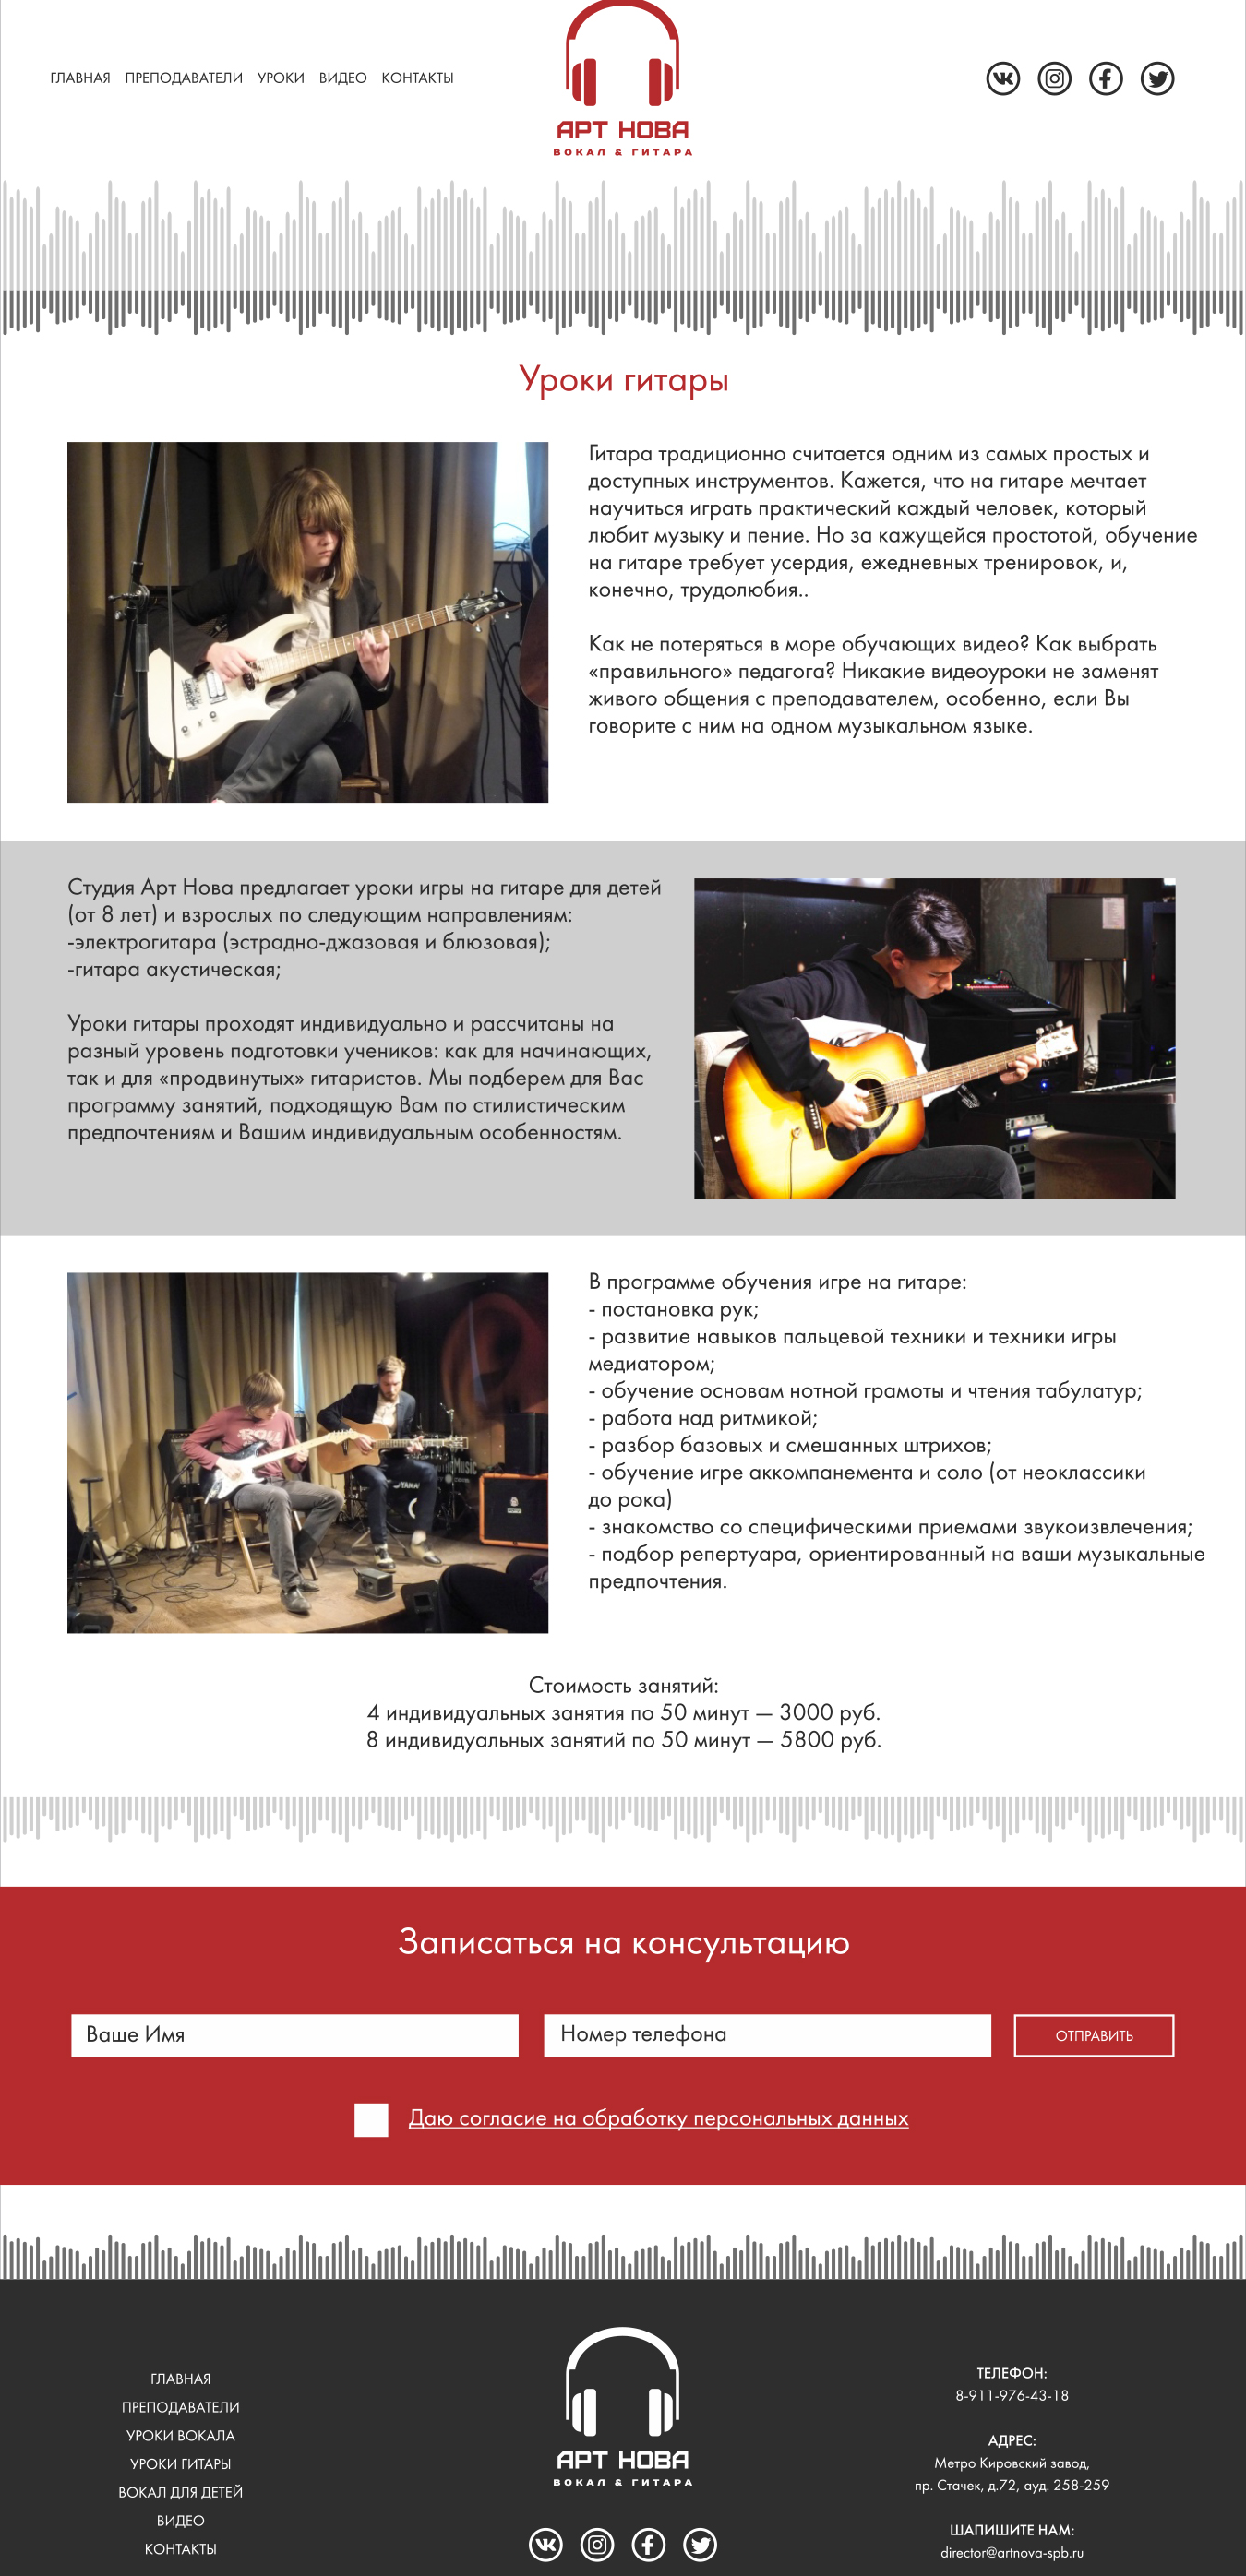 ГЛАВНАЯ ПРЕПОДАВАТЕЛИ УРОКИ ВИДЕО КОНТАКТЫ
АРТ НОВА
ВОКАЛ & ГИТАРА
Уроки гитары
Гитара традиционно считается одним из самых простых и
доступных инструментов. Кажется, что на гитаре мечтает
научиться играть практический каждый человек, который
любит музыку и пение. Но за кажущейся простотой, обучение
на гитаре требует усердия, ежедневных тренировок, и,
конечно, трудолюбия..
Как не потеряться в море обучающих видео? Как выбрать
«правильного» педагога? Никакие видеоуроки не заменят
живого общения с преподавателем, особенно, если Вы
говорите с ним на одном музыкальном языке.
Студия Арт Нова предлагает уроки игры на гитаре для детей
(от 8 лет) и взрослых по следующим направлениям:
-электрогитара (эстрадно-джазовая и блюзовая);
-гитара акустическая;
Уроки гитары проходят индивидуально и рассчитаны на
разный уровень подготовки учеников: как для начинающих,
так и для «продвинутых» гитаристов. Мы подберем для Вас
программу занятий, подходящую Вам по стилистическим
предпочтениям и Вашим индивидуальным особенностям.
В программе обучения игре на гитаре:
- постановка рук;
- развитие навыков пальцевой техники и техники игры
медиатором;
- обучение основам нотной грамоты и чтения табулатур;
- работа над ритмикой;
- разбор базовых и смешанных штрихов;
- обучение игре аккомпанемента и соло (от неоклассики
до рока)
- знакомство со специфическими приемами звукоизвлечения;
- подбор репертуара, ориентированный на ваши музыкальные
предпочтения.
Стоимость занятий:
4 индивидуальных занятия по 50 минут — 3000 руб.
8 индивидуальных занятий по 50 минут — 5800 руб.
Записаться на консультацию
Ваше Имя
Номер телефона
ОТПРАВИТЬ
Даю согласие на обработку персональных данных
ГЛАВНАЯ
ПРЕПОДАВАТЕЛИ
УРОКИ ВОКАЛА
УРОКИ ГИТАРЫ
ВОКАЛ ДЛЯ ДЕТЕЙ
ВИДЕО
КОНТАКТЫ
АРТ НОВА
ВОКАЛ & ГИТАРА
ТЕЛЕФОН:
8-911-976-43-18
АДРЕС:
Метро Кировский завод,
пр. Стачек, д.72, ауд. 258-259
ШАПИШИТЕ НАМ:
director@artnova-spb.ru